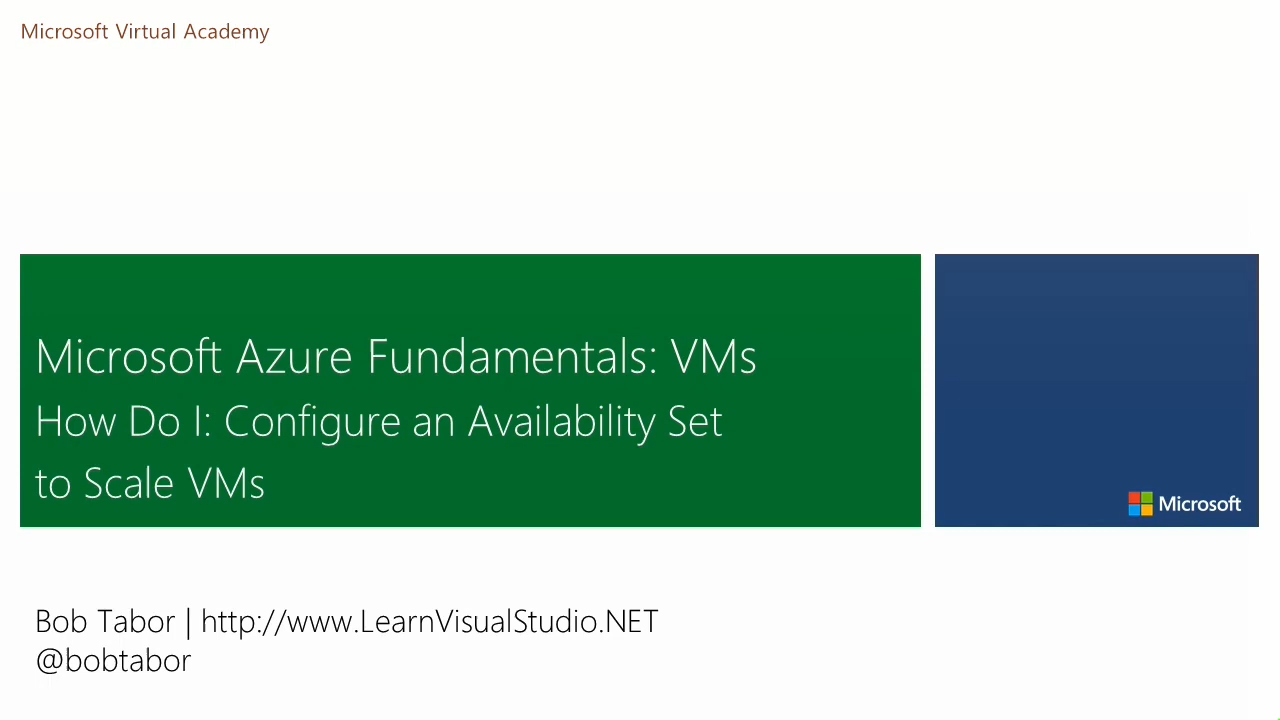 Microsoft Virtual Academy
Microsoft Azure Fundamentals: VMs
How Do I: Configure an Availability Set
to Scale VMs
Microsoft
Bob Tabor | http://www.LearnVisualStudio.NET
@bobtabor